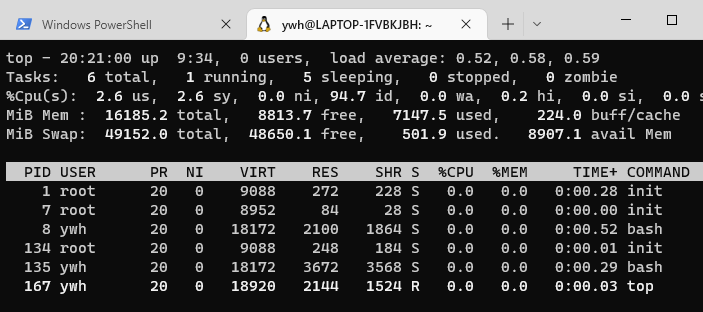 Windows PowerShell
ywh@LAPTOP-1FVBKJBH: ~
top - 20:21:00 up  9:34,  0 users,  load average: 0.52, 0.58, 0.59
Tasks:   6 total,   1 running,   5 sleeping,   0 stopped,   0 zombie
%Cpu(s):  2.6 us,  2.6 sy,  0.0 ni, 94.7 id,  0.0 wa,  0.2 hi,  0.0 si,  0.0 s
MiB Mem :  16185.2 total,   8813.7 free,   7147.5 used,    224.0 buff/cache
MiB Swap:  49152.0 total,  48650.1 free,    501.9 used.   8907.1 avail Mem
PID USER      PR  NI    VIRT    RES    SHR S  %CPU  %MEM     TIME+ COMMAND
1 root      20   0    9088    272    228 S   0.0   0.0   0:00.28 init
7 root      20   0    8952     84     28 S   0.0   0.0   0:00.00 init
8 ywh       20   0   18172   2100   1864 S   0.0   0.0   0:00.52 bash
134 root      20   0    9088    248    184 S   0.0   0.0   0:00.01 init
135 ywh       20   0   18172   3672   3568 S   0.0   0.0   0:00.29 bash
167 ywh       20   0   18920   2144   1524 R   0.0   0.0   0:00.03 top